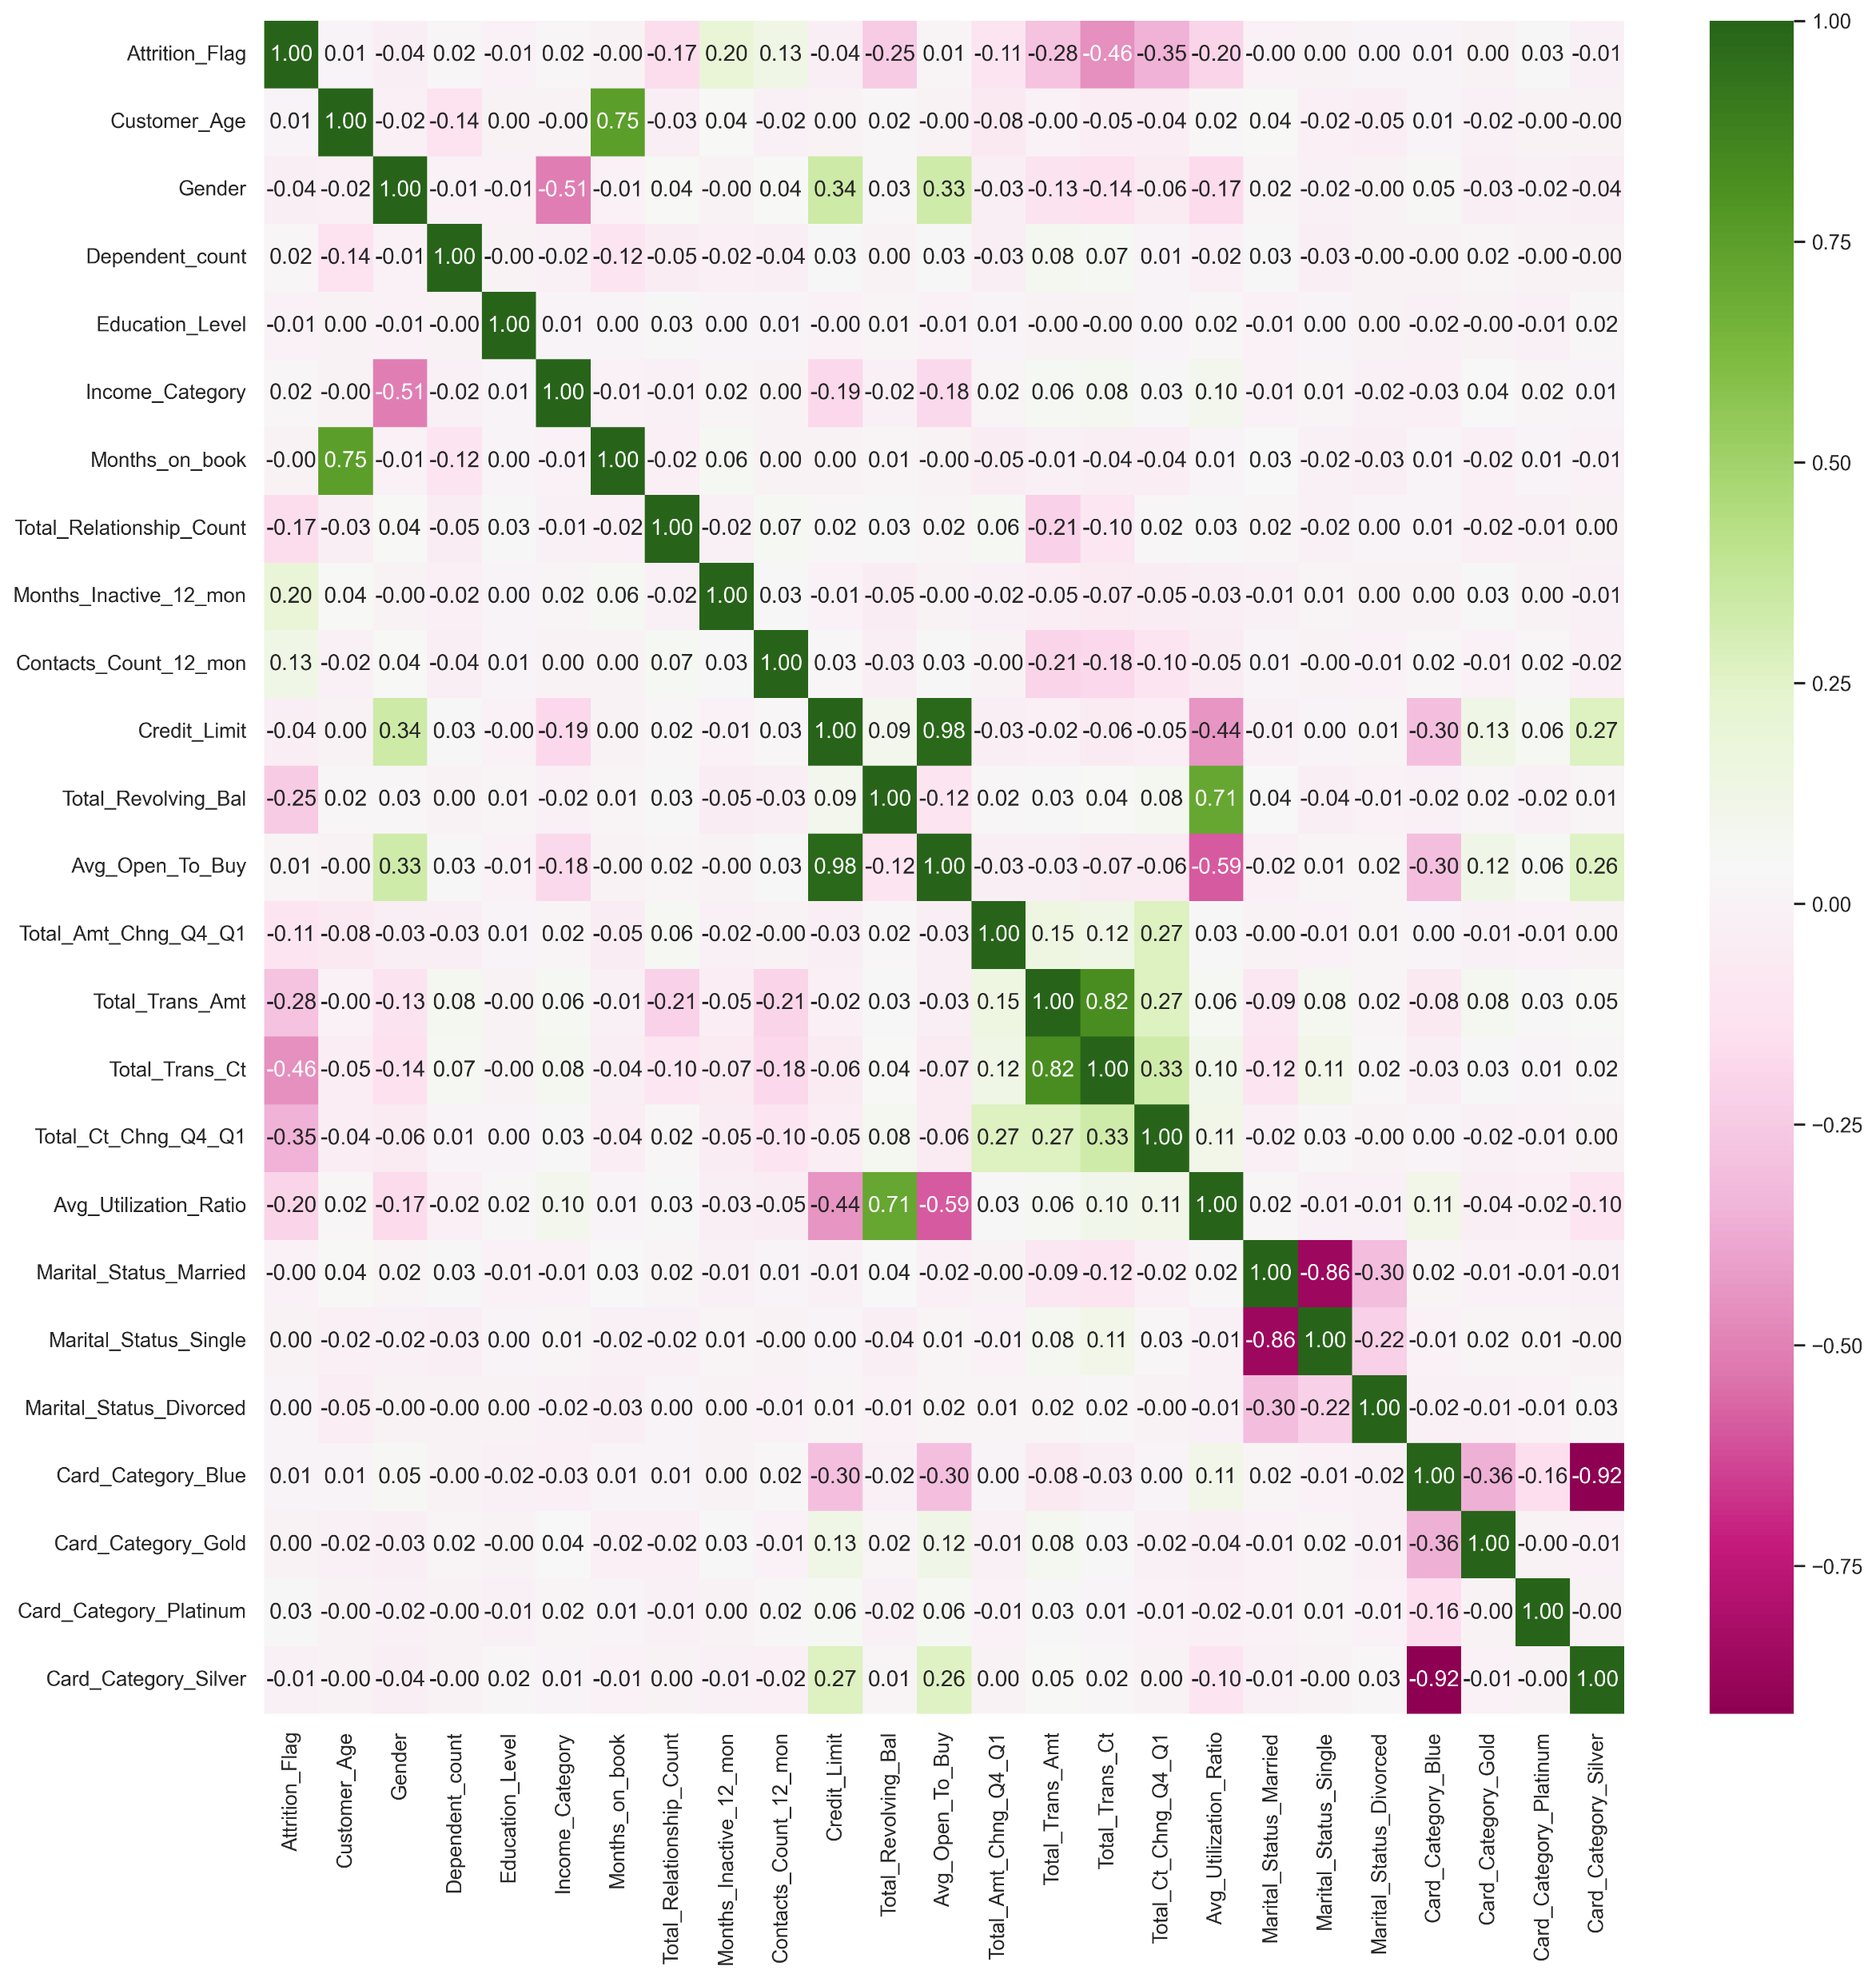 Attrition_Flag 1.00 0.01 -0.04 0.02 -0.01 0.02 -0.00 -0.17 0.20 0.13 -0.04 -0.25 0.01 -0.11 -0.28 -0.46 -0.35 -0.20 -0.00 0.00 0.00 0.01 0.00 0.03 -0.01
Customer_Age 0.01 1.00 -0.02 -0.14 0.00 -0.00 0.75 -0.03 0.04 -0.02 0.00 0.02 -0.00 -0.08 -0.00 -0.05 -0.04 0.02 0.04 -0.02 -0.05 0.01 -0.02 -0.00 -0.00
Gender -0.04 -0.02 1.00 -0.01 -0.01 -0.51 -0.01 0.04 -0.00 0.04 0.34 0.03 0.33 -0.03 -0.13 -0.14 -0.06 -0.17 0.02 -0.02 -0.00 0.05 -0.03 -0.02 -0.04
Dependent_count 0.02 -0.14 -0.01 1.00 -0.00 -0.02 -0.12 -0.05 -0.02 -0.04 0.03 0.00 0.03 -0.03 0.08 0.07 0.01 -0.02 0.03 -0.03 -0.00 -0.00 0.02 -0.00 -0.00
Education_Level -0.01 0.00 -0.01 -0.00 1.00 0.01 0.00 0.03 0.00 0.01 -0.00 0.01 -0.01 0.01 -0.00 -0.00 0.00 0.02 -0.01 0.00 0.00 -0.02 -0.00 -0.01 0.02
Income_Category 0.02 -0.00 -0.51 -0.02 0.01 1.00 -0.01 -0.01 0.02 0.00 -0.19 -0.02 -0.18 0.02 0.06 0.08 0.03 0.10 -0.01 0.01 -0.02 -0.03 0.04 0.02 0.01
Months_on_book -0.00 0.75 -0.01 -0.12 0.00 -0.01 1.00 -0.02 0.06 0.00 0.00 0.01 -0.00 -0.05 -0.01 -0.04 -0.04 0.01 0.03 -0.02 -0.03 0.01 -0.02 0.01 -0.01
Total_Relationship_Count -0.17 -0.03 0.04 -0.05 0.03 -0.01 -0.02 1.00 -0.02 0.07 0.02 0.03 0.02 0.06 -0.21 -0.10 0.02 0.03 0.02 -0.02 0.00 0.01 -0.02 -0.01 0.00
Months_Inactive_12_mon 0.20 0.04 -0.00 -0.02 0.00 0.02 0.06 -0.02 1.00 0.03 -0.01 -0.05 -0.00 -0.02 -0.05 -0.07 -0.05 -0.03 -0.01 0.01 0.00 0.00 0.03 0.00 -0.01
Contacts_Count_12_mon 0.13 -0.02 0.04 -0.04 0.01 0.00 0.00 0.07 0.03 1.00 0.03 -0.03 0.03 -0.00 -0.21 -0.18 -0.10 -0.05 0.01 -0.00 -0.01 0.02 -0.01 0.02 -0.02
Credit_Limit -0.04 0.00 0.34 0.03 -0.00 -0.19 0.00 0.02 -0.01 0.03 1.00 0.09 0.98 -0.03 -0.02 -0.06 -0.05 -0.44 -0.01 0.00 0.01 -0.30 0.13 0.06 0.27
Total_Revolving_Bal -0.25 0.02 0.03 0.00 0.01 -0.02 0.01 0.03 -0.05 -0.03 0.09 1.00 -0.12 0.02 0.03 0.04 0.08 0.71 0.04 -0.04 -0.01 -0.02 0.02 -0.02 0.01
Avg_Open_To_Buy 0.01 -0.00 0.33 0.03 -0.01 -0.18 -0.00 0.02 -0.00 0.03 0.98 -0.12 1.00 -0.03 -0.03 -0.07 -0.06 -0.59 -0.02 0.01 0.02 -0.30 0.12 0.06 0.26
Total_Amt_Chng_Q4_Q1 -0.11 -0.08 -0.03 -0.03 0.01 0.02 -0.05 0.06 -0.02 -0.00 -0.03 0.02 -0.03 1.00 0.15 0.12 0.27 0.03 -0.00 -0.01 0.01 0.00 -0.01 -0.01 0.00
Total_Trans_Amt -0.28 -0.00 -0.13 0.08 -0.00 0.06 -0.01 -0.21 -0.05 -0.21 -0.02 0.03 -0.03 0.15 1.00 0.82 0.27 0.06 -0.09 0.08 0.02 -0.08 0.08 0.03 0.05
Total_Trans_Ct -0.46 -0.05 -0.14 0.07 -0.00 0.08 -0.04 -0.10 -0.07 -0.18 -0.06 0.04 -0.07 0.12 0.82 1.00 0.33 0.10 -0.12 0.11 0.02 -0.03 0.03 0.01 0.02
Total_Ct_Chng_Q4_Q1 -0.35 -0.04 -0.06 0.01 0.00 0.03 -0.04 0.02 -0.05 -0.10 -0.05 0.08 -0.06 0.27 0.27 0.33 1.00 0.11 -0.02 0.03 -0.00 0.00 -0.02 -0.01 0.00
Avg_Utilization_Ratio -0.20 0.02 -0.17 -0.02 0.02 0.10 0.01 0.03 -0.03 -0.05 -0.44 0.71 -0.59 0.03 0.06 0.10 0.11 1.00 0.02 -0.01 -0.01 0.11 -0.04 -0.02 -0.10
Marital_Status_Married -0.00 0.04 0.02 0.03 -0.01 -0.01 0.03 0.02 -0.01 0.01 -0.01 0.04 -0.02 -0.00 -0.09 -0.12 -0.02 0.02 1.00 -0.86 -0.30 0.02 -0.01 -0.01 -0.01
Marital_Status_Single 0.00 -0.02 -0.02 -0.03 0.00 0.01 -0.02 -0.02 0.01 -0.00 0.00 -0.04 0.01 -0.01 0.08 0.11 0.03 -0.01 -0.86 1.00 -0.22 -0.01 0.02 0.01 -0.00
Marital_Status_Divorced 0.00 -0.05 -0.00 -0.00 0.00 -0.02 -0.03 0.00 0.00 -0.01 0.01 -0.01 0.02 0.01 0.02 0.02 -0.00 -0.01 -0.30 -0.22 1.00 -0.02 -0.01 -0.01 0.03
Card_Category_Blue 0.01 0.01 0.05 -0.00 -0.02 -0.03 0.01 0.01 0.00 0.02 -0.30 -0.02 -0.30 0.00 -0.08 -0.03 0.00 0.11 0.02 -0.01 -0.02 1.00 -0.36 -0.16 -0.92
Card_Category_Gold 0.00 -0.02 -0.03 0.02 -0.00 0.04 -0.02 -0.02 0.03 -0.01 0.13 0.02 0.12 -0.01 0.08 0.03 -0.02 -0.04 -0.01 0.02 -0.01 -0.36 1.00 -0.00 -0.01
Card_Category_Platinum 0.03 -0.00 -0.02 -0.00 -0.01 0.02 0.01 -0.01 0.00 0.02 0.06 -0.02 0.06 -0.01 0.03 0.01 -0.01 -0.02 -0.01 0.01 -0.01 -0.16 -0.00 1.00 -0.00
Card_Category_Silver -0.01 -0.00 -0.04 -0.00 0.02 0.01 -0.01 0.00 -0.01 -0.02 0.27 0.01 0.26 0.00 0.05 0.02 0.00 -0.10 -0.01 -0.00 0.03 -0.92 -0.01 -0.00 1.00
Attrition_Flag
Customer_Age
Gender
Dependent_count
Education_Level
Income_Category
Months_on_book
Total_Relationship_Count
Months_Inactive_12_mon
Contacts_Count_12_mon
Credit_Limit
Total_Revolving_Bal
Avg_Open_To_Buy
Total_Amt_Chng_Q4_Q1
Total_Trans_Amt
Total_Trans_Ct
Total_Ct_Chng_Q4_Q1
Avg_Utilization_Ratio
Marital_Status_Married
Marital_Status_Single
Marital_Status_Divorced
Card_Category_Blue
Card_Category_Gold
Card_Category_Platinum
Card_Category_Silver
1.00
0.75
0.50
0.25
0.00
−0.25
−0.50
−0.75